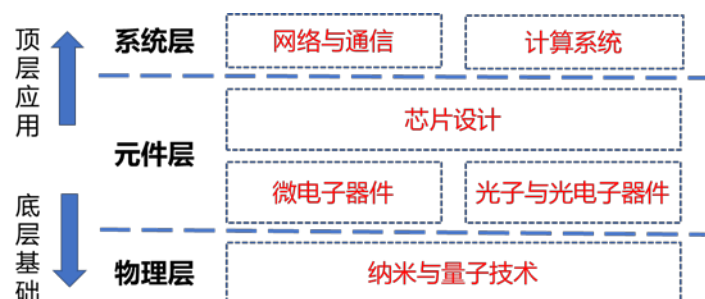 顶层应用
系统层
网络与通信
计算系统
芯片设计
元件层
微电子器件
光子与光电子器件
底层基础
物理层
纳米与量子技术